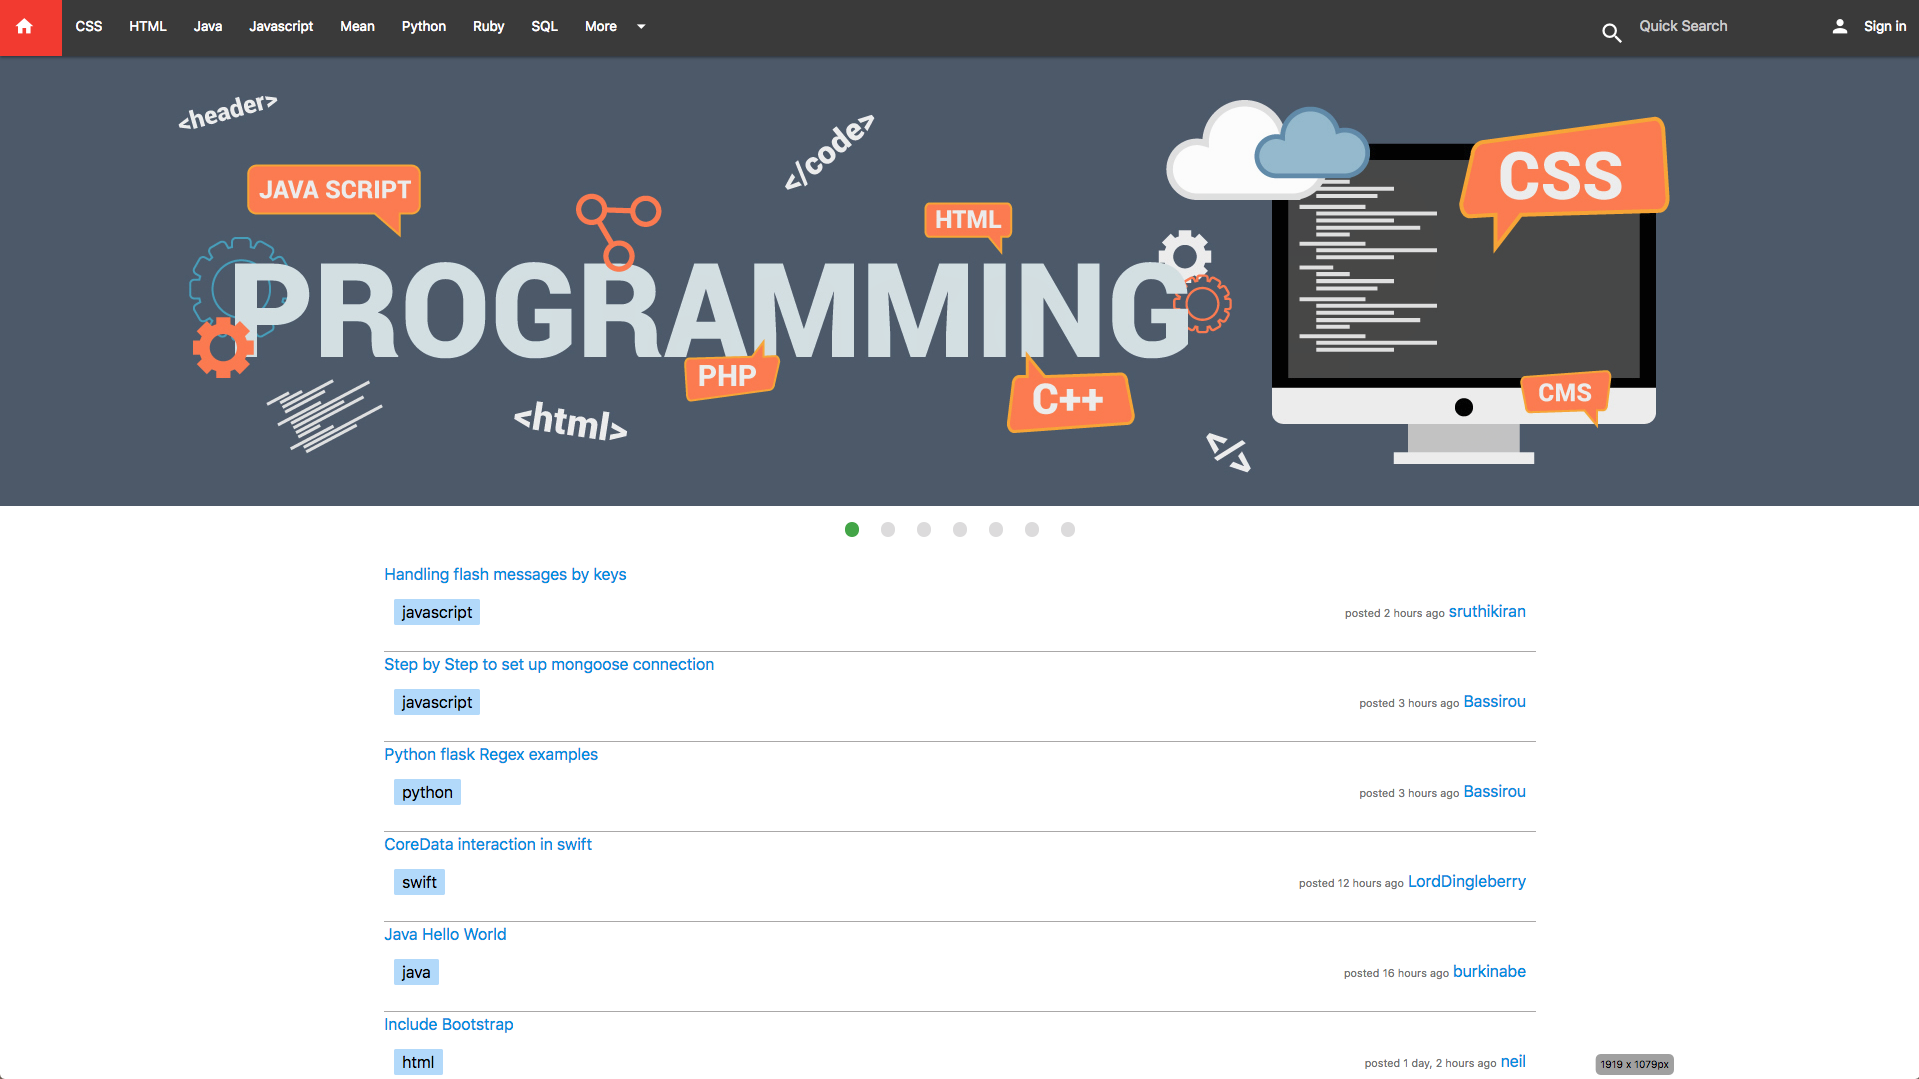 CSS HTML Java Javascript Mean Python Ruby SQL More Quick Search Sign in
<header>
</code>
JAVA SCRIPT
CSS
HTML
PROGRAMMING
PHP
C++
CMS
<html>
</>
Handling flash messages by keys
javascript posted 2 hours ago sruthikiran
Step by Step to set up mongoose connection
javascript posted 3 hours ago Bassirou
Python flask Regex examples
python posted 3 hours ago Bassirou
CoreData interaction in swift
swift posted 12 hours ago LordDingleberry
Java Hello World
java posted 16 hours ago burkinabe
Include Bootstrap
html posted 1 day, 2 hours ago neil
1919 x 1079px